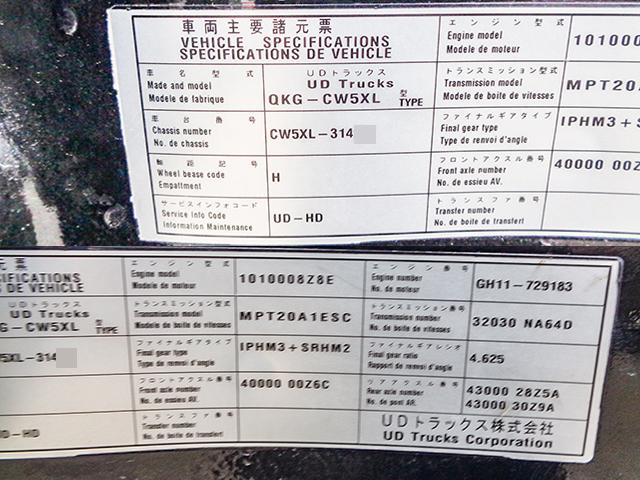 車両主要諸元票
VEHICLE SPECIFICATIONS
SPECIFICATIONS DE VEHICLE
車名型式
Made and model
Modele de fabrique
UDトラックス
UD Trucks
QKG-CW5XL 型 TYPE
車台番号
Chassis number
No. de chassis
CW5XL-314
軸距記号
Wheel base code
Empattment
H
サービスインフォコード
Service Info Code
Information Maintenance
UD-HD
エンジン型式
Engine model
Modele de moteur
101000
トランスミッション型式
Transmission model
Modele de boite de vitesses
MPT20
ファイナルギアタイプ
Final gear type
Type de renvoi d'angle
IPHM3+S
フロントアクスル番号
Front axle number
No. de essieu AV.
40000 00Z
トランスファ番号
Transfer number
No. de boite de transfert
元票
CIFICATIONS
DE VEHICLE
UDトラックス
UD Trucks
KG-CW5XL 型 TYPE
5XL-314
D-HD
エンジン型式
Engine model
Modele de moteur
1010008Z8E
トランスミッション型式
Transmission model
Modele de boite de vitesses
MPT20A1ESC
ファイナルギアタイプ
Final gear type
Type de renvoi d'angle
IPHM3+SRHM2
フロントアクスル番号
Front axle number
No. de essieu AV.
40000 00Z6C
トランスファ番号
Transfer number
No. de boite de transfert
エンジン番号
Engine number
No. de moteur
GH11-729183
Transmission number
No. de boite de vitesses
32030 NA64D
ファイナルギアレシオ
Final gear ratio
Rapport de renvoi d'angle
4.625
リアアクスル番号
Rear axle number
No. de pont AR.
43000 28Z5A
43000 30Z9A
UDトラックス株式会社
UD Trucks Corporation